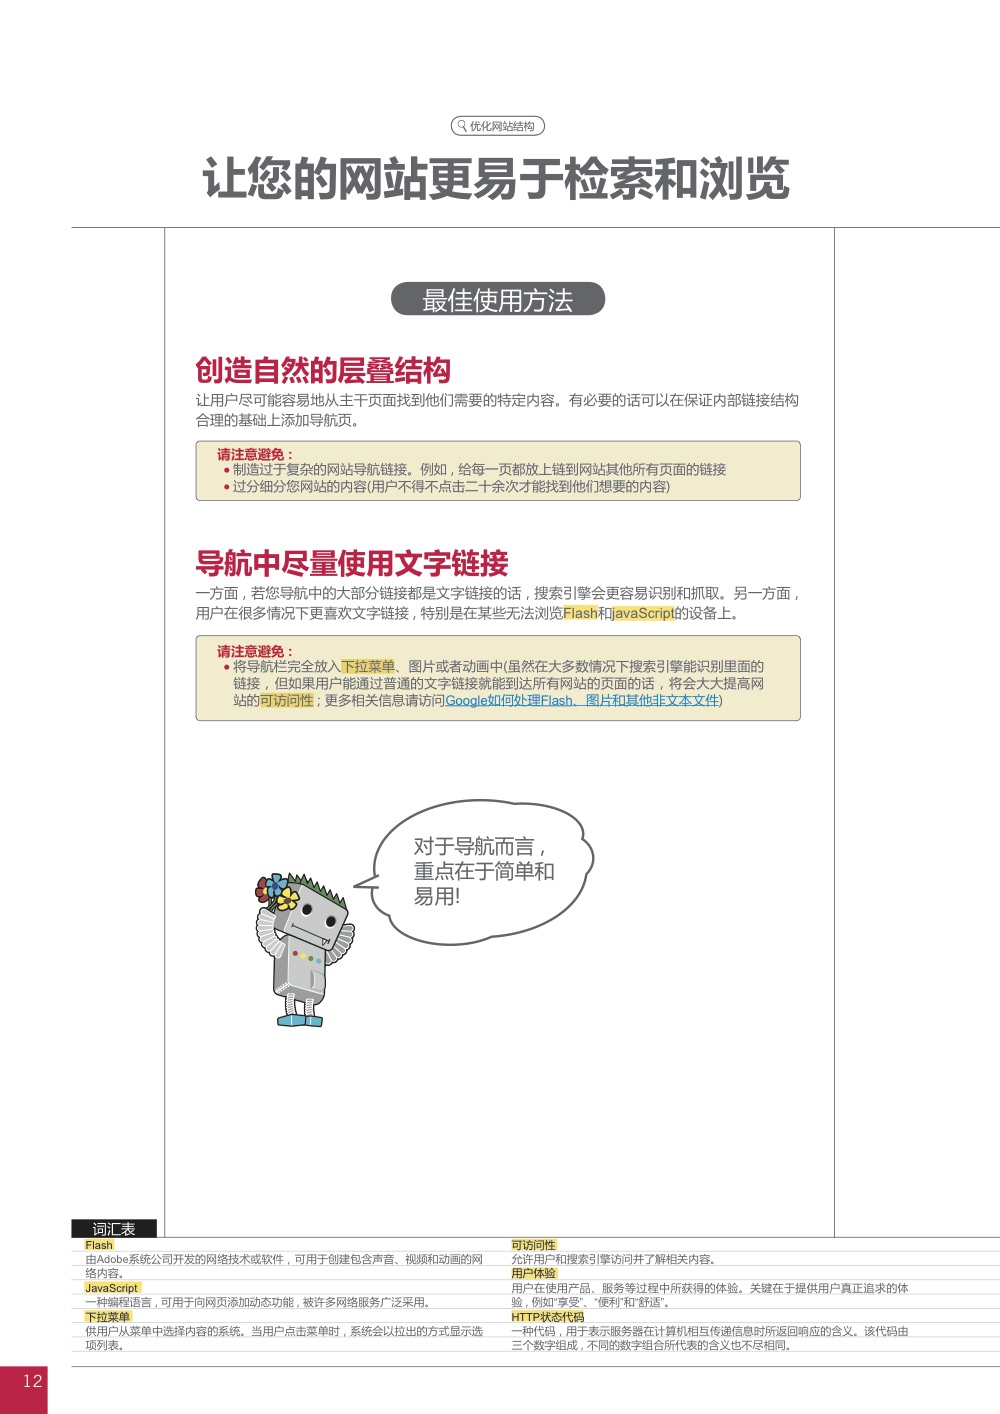 优化网站结构
让您的网站更易于检索和浏览
最佳使用方法
创造自然的层叠结构
让用户尽可能容易地从主干页面找到他们需要的特定内容。有必要的话可以在保证内部链接结构
合理的基础上添加导航页。
请注意避免：
•制造过于复杂的网站导航链接。例如，给每一页都放上链到网站其他所有页面的链接
•过分细分您网站的内容(用户不得不点击二十余次才能找到他们想要的内容)
导航中尽量使用文字链接
一方面，若您导航中的大部分链接都是文字链接的话，搜索引擎会更容易识别和抓取。另一方面，
用户在很多情况下更喜欢文字链接，特别是在某些无法浏览Flash和javaScript的设备上。
请注意避免：
•将导航栏完全放入下拉菜单、图片或者动画中(虽然在大多数情况下搜索引擎能识别里面的
链接，但如果用户能通过普通的文字链接就能到达所有网站的页面的话，将会大大提高网
站的可访问性；更多相关信息请访问Google如何处理Flash、图片和其他非文本文件)
对于导航而言，
重点在于简单和
易用!
词汇表
Flash
由Adobe系统公司开发的网络技术或软件，可用于创建包含声音、视频和动画的网
络内容。
JavaScript
一种编程语言，可用于向网页添加动态功能，被许多网络服务广泛采用。
下拉菜单
供用户从菜单中选择内容的系统。当用户点击菜单时，系统会以拉出的方式显示选
项列表。
可访问性
允许用户和搜索引擎访问并了解相关内容。
用户体验
用户在使用产品、服务等过程中所获得的体验。关键在于提供用户真正追求的体
验，例如“享受”、“便利”和“舒适”。
HTTP状态代码
一种代码，用于表示服务器在计算机相互传递信息时所返回响应的含义。该代码由
三个数字组成，不同的数字组合所代表的含义也不尽相同。
12